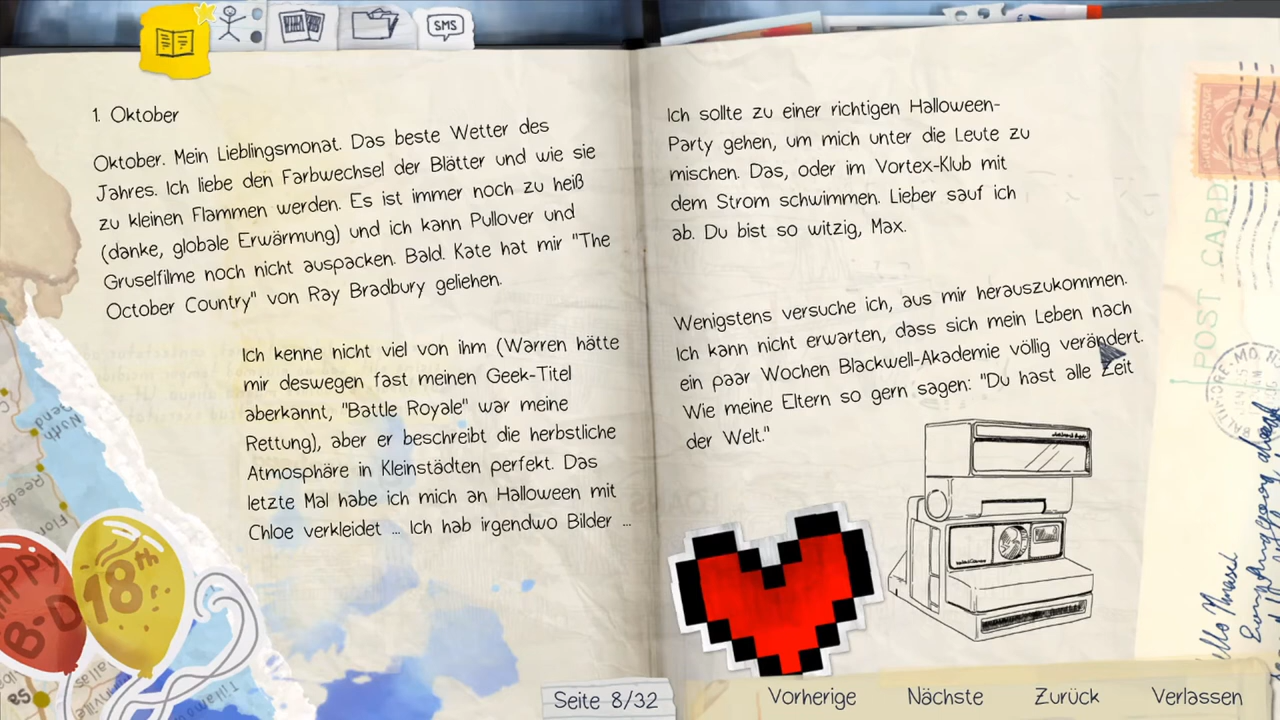 SMS
1. Oktober
Oktober. Mein Lieblingsmonat. Das beste Wetter des
Jahres. Ich liebe den Farbwechsel der Blätter und wie sie
zu kleinen Flammen werden. Es ist immer noch zu heiß
(danke, globale Erwärmung) und ich kann Pullover und
Gruselfilme noch nicht auspacken. Bald. Kate hat mir "The
October Country" von Ray Bradbury geliehen.
Ich kenne nicht viel von ihm (Warren hätte
mir deswegen fast meinen Geek-Titel
aberkannt, "Battle Royale" war meine
Rettung), aber er beschreibt die herbstliche
Atmosphäre in Kleinstädten perfekt. Das
letzte Mal habe ich mich an Halloween mit
Chloe verkleidet ... Ich hab irgendwo Bilder ...
18th
B-D
Ich sollte zu einer richtigen Halloween-
Party gehen, um mich unter die Leute zu
mischen. Das, oder im Vortex-Klub mit
dem Strom schwimmen. Lieber sauf ich
ab. Du bist so witzig, Max.
Wenigstens versuche ich, aus mir herauszukommen.
Ich kann nicht erwarten, dass sich mein Leben nach
ein paar Wochen Blackwell-Akademie völlig verändert.
Wie meine Eltern so gern sagen: "Du hast alle Zeit
der Welt."
POST CARD
Seite 8/32
Vorherige
Nächste
Zurück
Verlassen